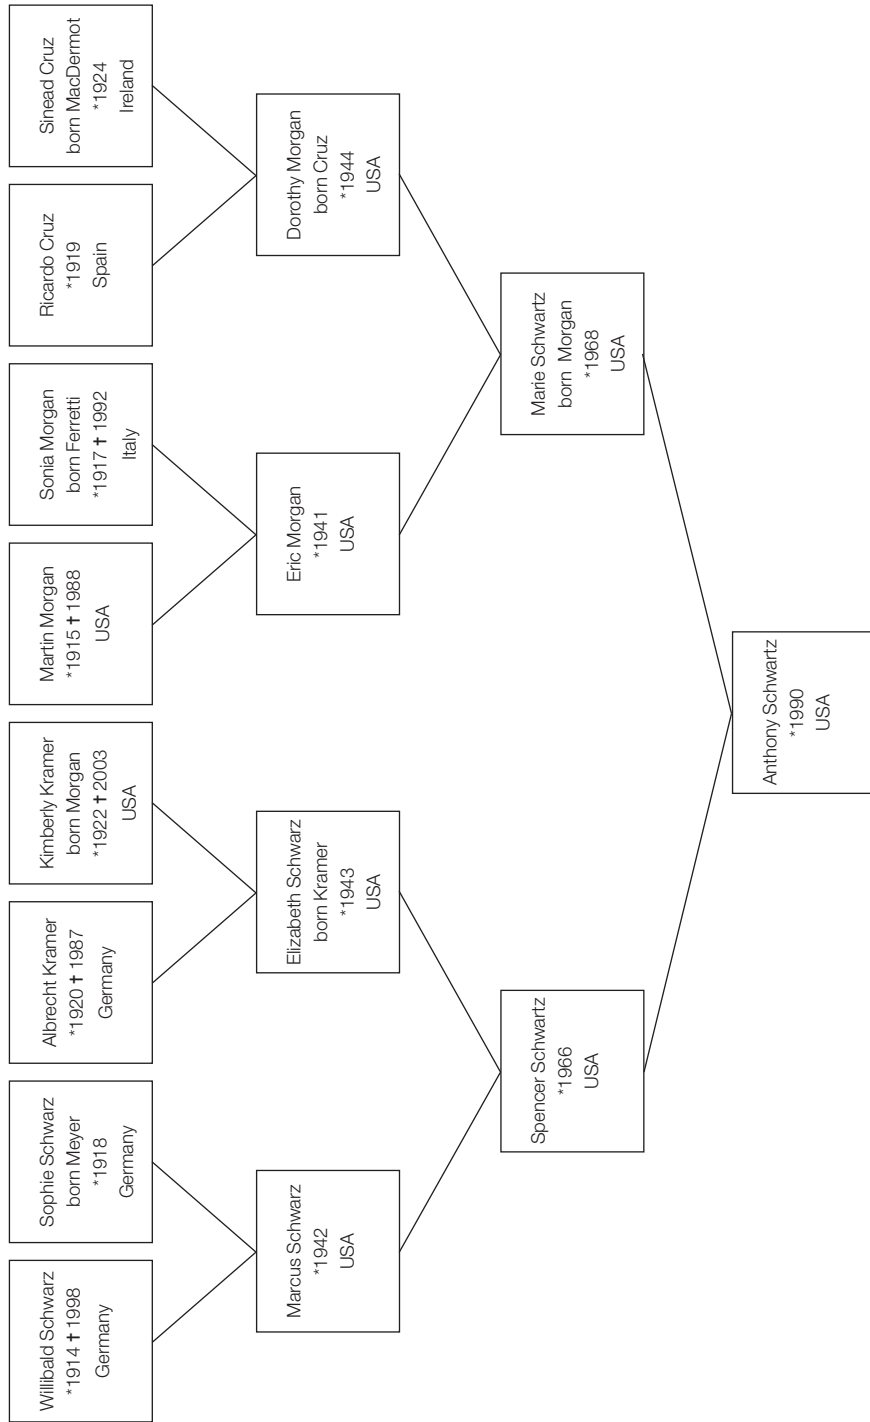 Willibald Schwarz
*1914 ✝ 1998
Germany
Sophie Schwarz
born Meyer
*1918
Germany
Albrecht Kramer
*1920 ✝ 1987
Germany
Kimberly Kramer
born Morgan
*1922 ✝ 2003
USA
Martin Morgan
*1915 ✝ 1988
USA
Sonia Morgan
born Ferretti
*1917 ✝ 1992
Italy
Ricardo Cruz
*1919
Spain
Sinead Cruz
born MacDermot
*1924
Ireland
Marcus Schwarz
*1942
USA
Elizabeth Schwarz
born Kramer
*1943
USA
Eric Morgan
*1941
USA
Dorothy Morgan
born Cruz
*1944
USA
Spencer Schwartz
*1966
USA
Marie Schwartz
born Morgan
*1968
USA
Anthony Schwartz
*1990
USA